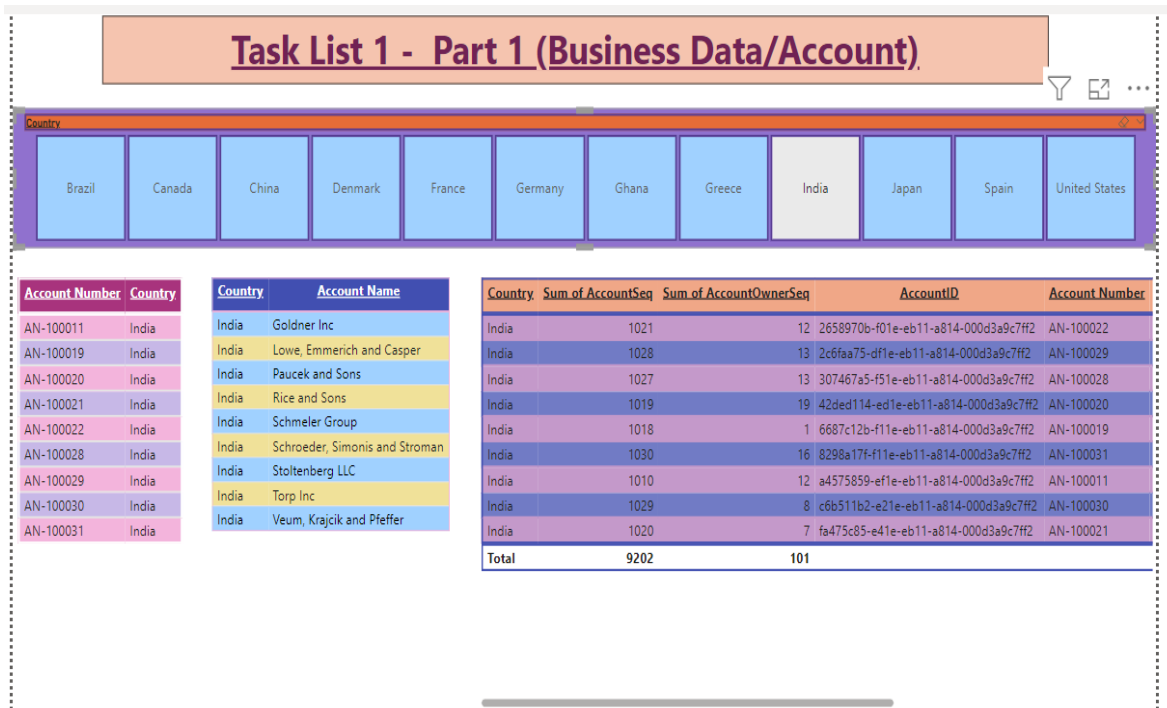 Task List 1 -  Part 1 (Business Data/Account)
Country
Brazil Canada China Denmark France Germany Ghana Greece India Japan Spain United States
Account Number Country
AN-100011 India
AN-100019 India
AN-100020 India
AN-100021 India
AN-100022 India
AN-100028 India
AN-100029 India
AN-100030 India
AN-100031 India
Country Account Name
India Goldner Inc
India Lowe, Emmerich and Casper
India Paucek and Sons
India Rice and Sons
India Schmeler Group
India Schroeder, Simonis and Stroman
India Stoltenberg LLC
India Torp Inc
India Veum, Krajcik and Pfeffer
Country Sum of AccountSeq Sum of AccountOwnerSeq AccountID Account Number
India 1021 12 2658970b-f01e-eb11-a814-000d3a9c7ff2 AN-100022
India 1028 13 2c6faa75-df1e-eb11-a814-000d3a9c7ff2 AN-100029
India 1027 13 307467a5-f51e-eb11-a814-000d3a9c7ff2 AN-100028
India 1019 19 42ded114-ed1e-eb11-a814-000d3a9c7ff2 AN-100020
India 1018 1 6687c12b-f11e-eb11-a814-000d3a9c7ff2 AN-100019
India 1030 16 8298a17f-f11e-eb11-a814-000d3a9c7ff2 AN-100031
India 1010 12 a4575859-ef1e-eb11-a814-000d3a9c7ff2 AN-100011
India 1029 8 c6b511b2-e21e-eb11-a814-000d3a9c7ff2 AN-100030
India 1020 7 fa475c85-e41e-eb11-a814-000d3a9c7ff2 AN-100021
Total 9202 101